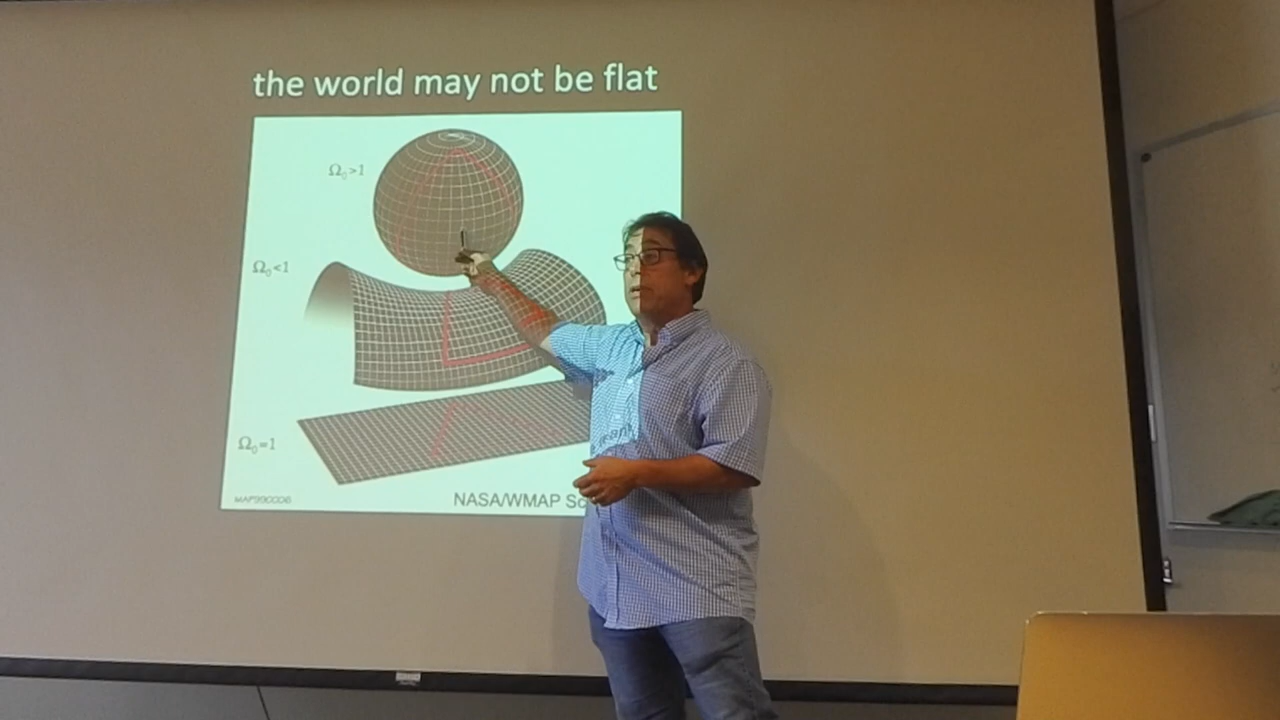 the world may not be flat
Ω₀>1
Ω₀<1
Ω₀=1
MAP990006
NASA/WMAP Sc